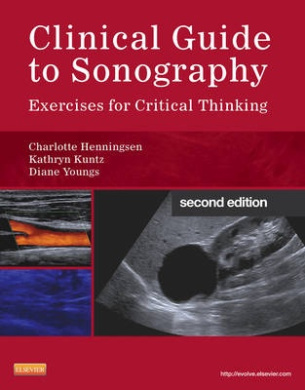 Clinical Guide
to Sonography
Exercises for Critical Thinking
Charlotte Henningsen
Kathryn Kuntz
Diane Youngs
second edition
ELSEVIER
http://evolve.elsevier.com